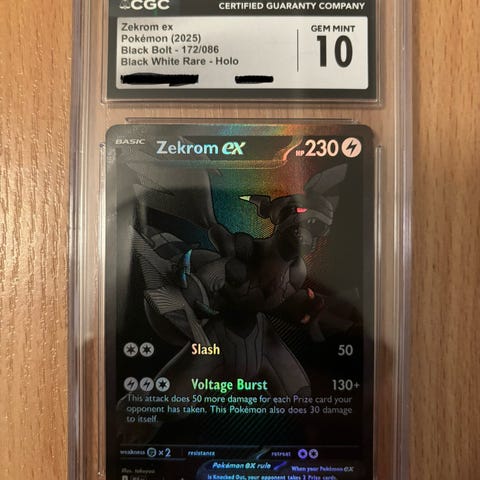 CGC
CERTIFIED GUARANTY COMPANY
Zekrom ex
Pokémon (2025)
Black Bolt - 172/086
Black White Rare - Holo
GEM MINT
10
BASIC
Zekrom ex
HP 230
Slash 50
Voltage Burst 130+
This attack does 50 more damage for each Prize card your
opponent has taken. This Pokémon also does 30 damage
to itself.
weakness ×2 resistance retreat
Pokémon ex rule
When your Pokémon ex
is Knocked Out, your opponent takes 2 Prize cards.
Illus. takuyoa